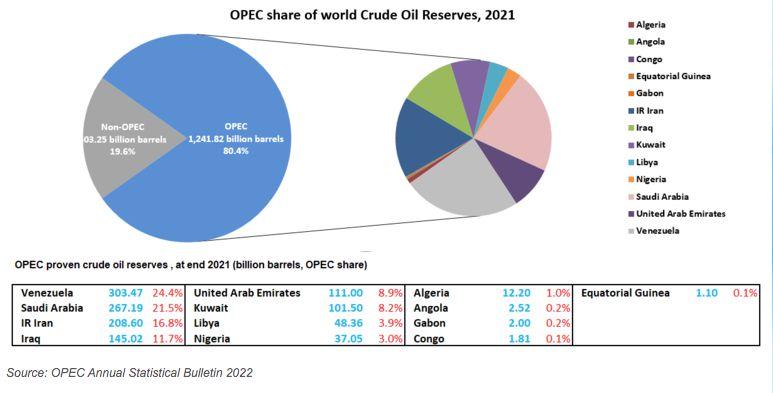 OPEC share of world Crude Oil Reserves, 2021
Non-OPEC
03.25 billion barrels
19.6%
OPEC
1,241.82 billion barrels
80.4%
Algeria
Angola
Congo
Equatorial Guinea
Gabon
IR Iran
Iraq
Kuwait
Libya
Nigeria
Saudi Arabia
United Arab Emirates
Venezuela
OPEC proven crude oil reserves , at end 2021 (billion barrels, OPEC share)
Venezuela 303.47 24.4% United Arab Emirates 111.00 8.9% Algeria 12.20 1.0% Equatorial Guinea 1.10 0.1%
Saudi Arabia 267.19 21.5% Kuwait 101.50 8.2% Angola 2.52 0.2%
IR Iran 208.60 16.8% Libya 48.36 3.9% Gabon 2.00 0.2%
Iraq 145.02 11.7% Nigeria 37.05 3.0% Congo 1.81 0.1%
Source: OPEC Annual Statistical Bulletin 2022